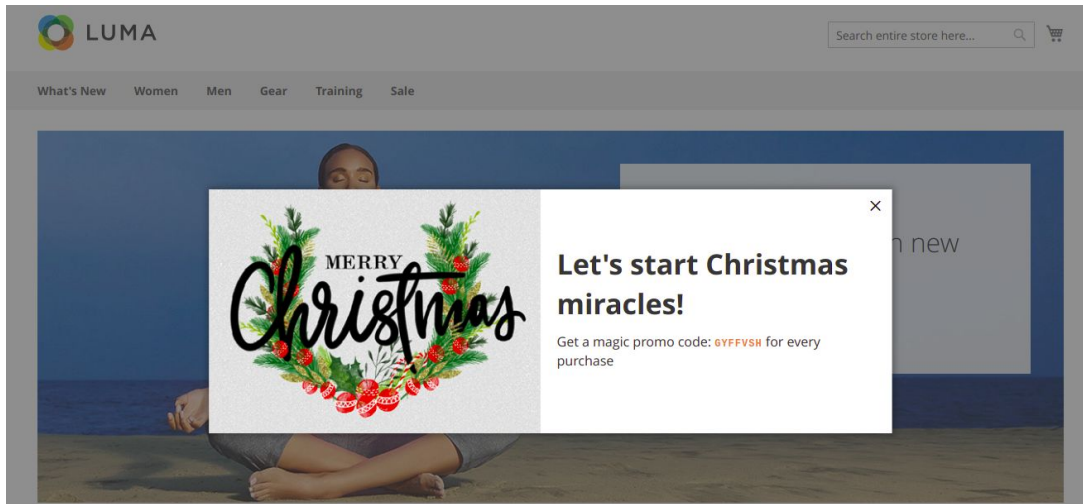 LUMA
Search entire store here...
What's New Women Men Gear Training Sale
new
MERRY
Christmas
Let's start Christmas
miracles!
Get a magic promo code: GYFFVSH for every
purchase